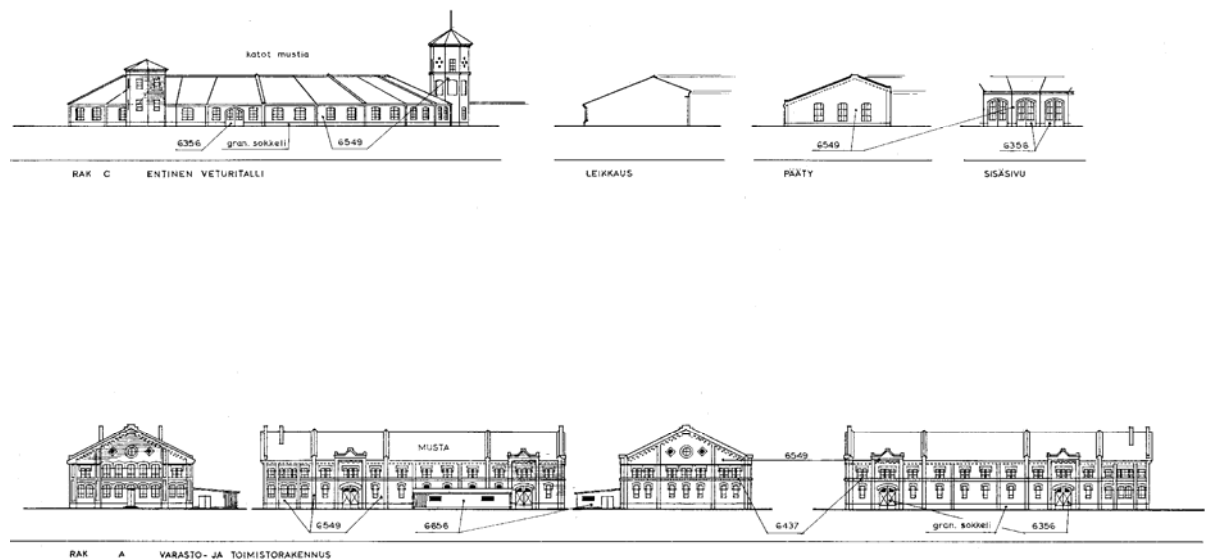 katot mustia
6356
gran. sokkeli
6549
6549
6356
RAK C ENTINEN VETURITALLI
LEIKKAUS
PÄÄTY
SISÄSIVU
MUSTA
6549
6549
6856
6437
gran. sokkeli
6356
RAK A VARASTO- JA TOIMISTORAKENNUS